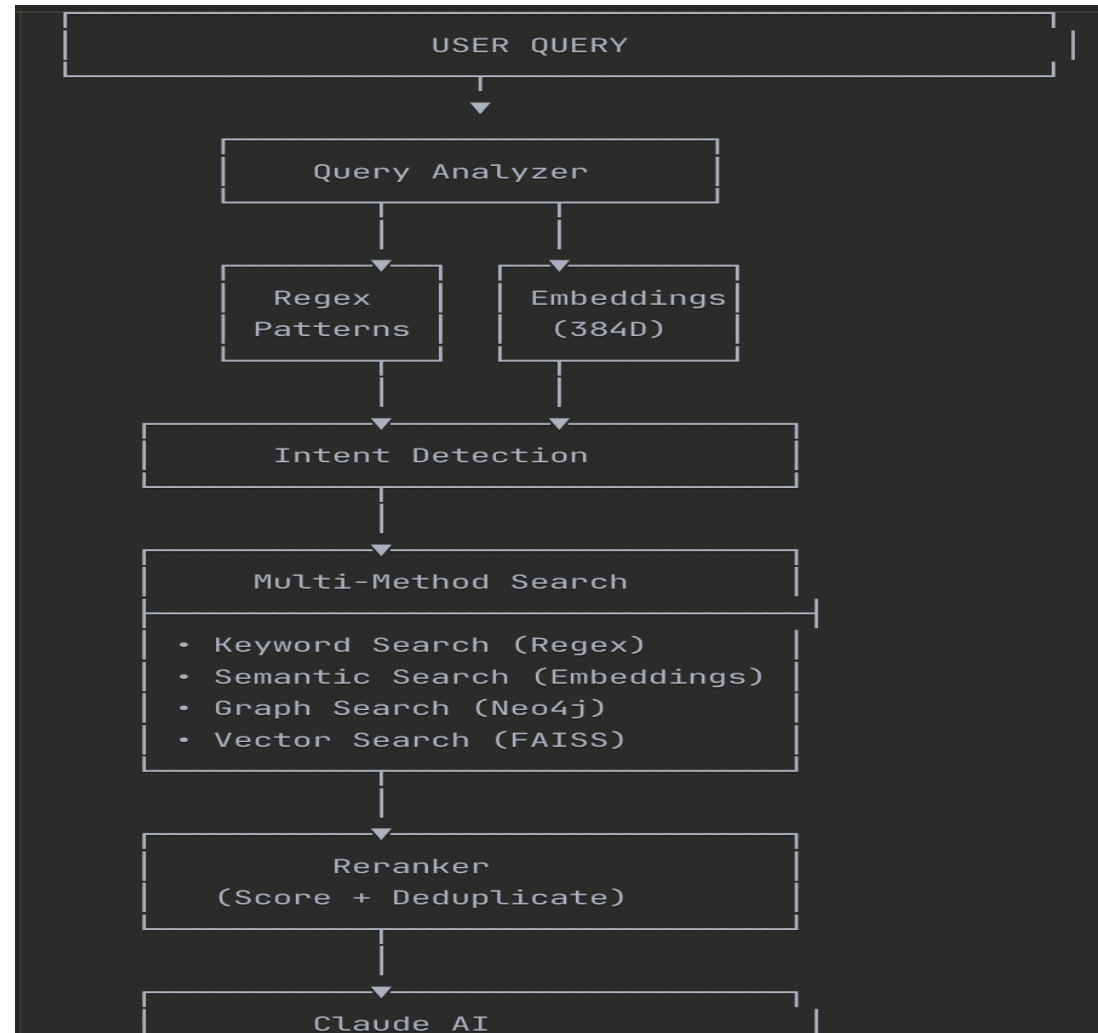 USER QUERY
Query Analyzer
Regex
Patterns
Embeddings
(384D)
Intent Detection
Multi-Method Search
• Keyword Search (Regex)
• Semantic Search (Embeddings)
• Graph Search (Neo4j)
• Vector Search (FAISS)
Reranker
(Score + Deduplicate)
Claude AI